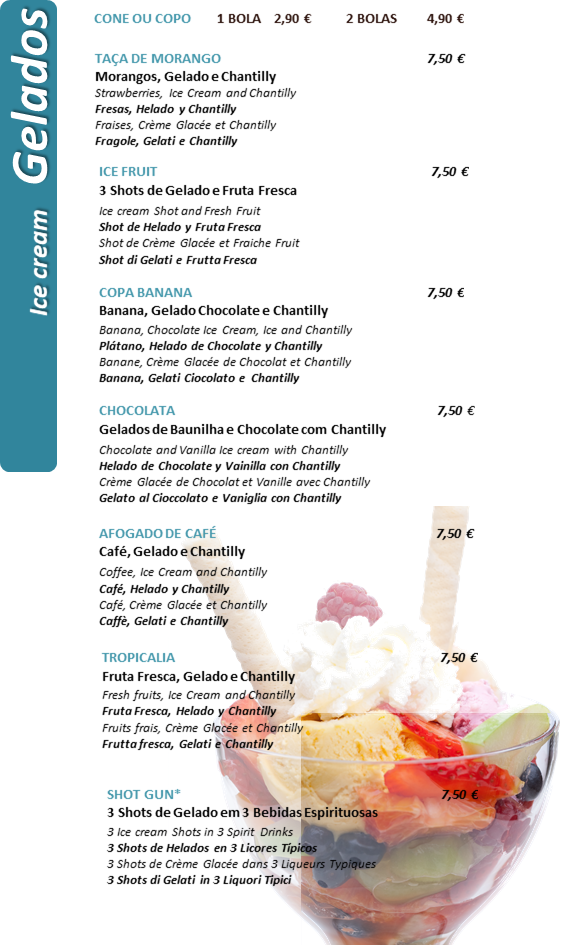 Gelados
Ice cream
CONE OU COPO 1 BOLA 2,90 € 2 BOLAS 4,90 €
TAÇA DE MORANGO 7,50 €
Morangos, Gelado e Chantilly
Strawberries, Ice Cream and Chantilly
Fresas, Helado y Chantilly
Fraises, Crème Glacée et Chantilly
Fragole, Gelati e Chantilly
ICE FRUIT 7,50 €
3 Shots de Gelado e Fruta Fresca
Ice cream Shot and Fresh Fruit
Shot de Helado y Fruta Fresca
Shot de Crème Glacée et Fraiche Fruit
Shot di Gelati e Frutta Fresca
COPA BANANA 7,50 €
Banana, Gelado Chocolate e Chantilly
Banana, Chocolate Ice Cream, Ice and Chantilly
Plátano, Helado de Chocolate y Chantilly
Banane, Crème Glacée de Chocolat et Chantilly
Banana, Gelati Ciocolato e Chantilly
CHOCOLATA 7,50 €
Gelados de Baunilha e Chocolate com Chantilly
Chocolate and Vanilla Ice cream with Chantilly
Helado de Chocolate y Vainilla con Chantilly
Crème Glacée de Chocolat et Vanille avec Chantilly
Gelato al Cioccolato e Vaniglia con Chantilly
AFOGADO DE CAFÉ 7,50 €
Café, Gelado e Chantilly
Coffee, Ice Cream and Chantilly
Café, Helado y Chantilly
Café, Crème Glacée et Chantilly
Caffè, Gelati e Chantilly
TROPICALIA 7,50 €
Fruta Fresca, Gelado e Chantilly
Fresh fruits, Ice Cream and Chantilly
Fruta Fresca, Helado y Chantilly
Fruits frais, Crème Glacée et Chantilly
Frutta fresca, Gelati e Chantilly
SHOT GUN* 7,50 €
3 Shots de Gelado em 3 Bebidas Espirituosas
3 Ice cream Shots in 3 Spirit Drinks
3 Shots de Helados en 3 Licores Típicos
3 Shots de Crème Glacée dans 3 Liqueurs Typiques
3 Shots di Gelati in 3 Liquori Tipici